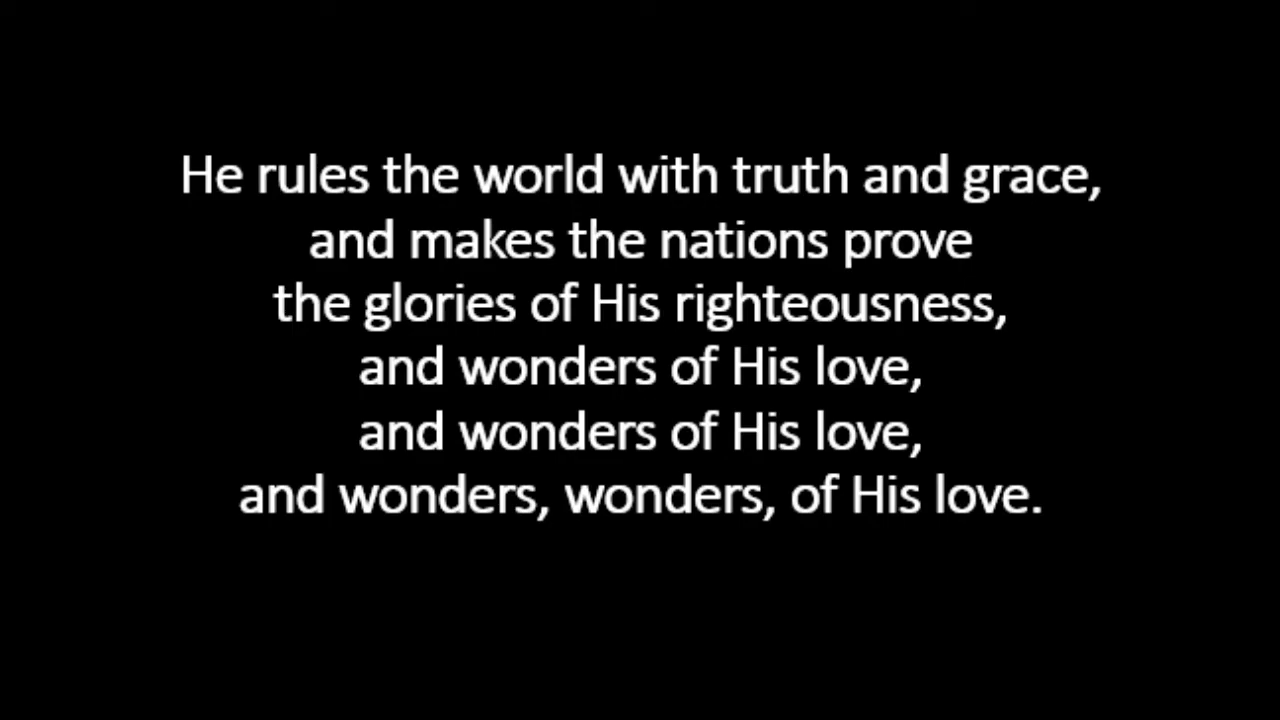 He rules the world with truth and grace,
and makes the nations prove
the glories of His righteousness,
and wonders of His love,
and wonders of His love,
and wonders, wonders, of His love.